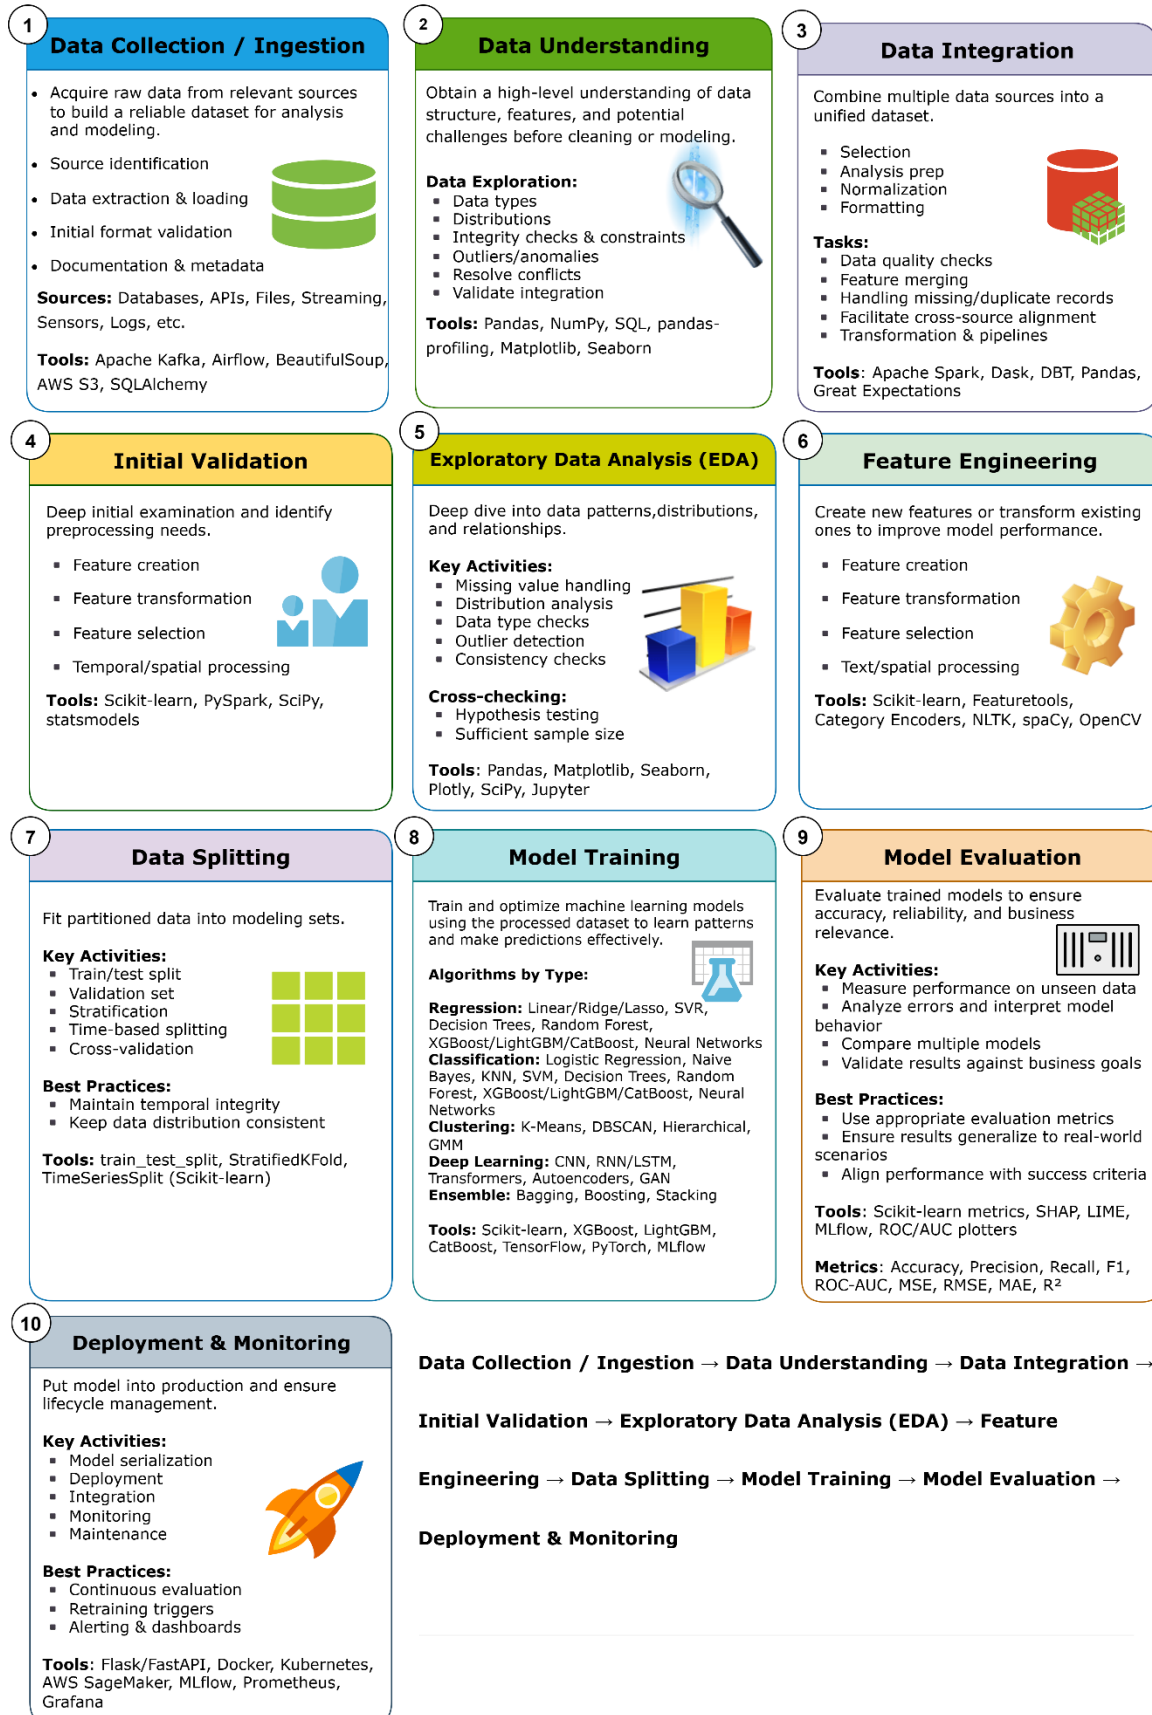 1
Data Collection / Ingestion
• Acquire raw data from relevant sources
to build a reliable dataset for analysis
and modeling.
• Source identification
• Data extraction & loading
• Initial format validation
• Documentation & metadata
Sources: Databases, APIs, Files, Streaming,
Sensors, Logs, etc.
Tools: Apache Kafka, Airflow, BeautifulSoup,
AWS S3, SQLAlchemy
2
Data Understanding
Obtain a high-level understanding of data
structure, features, and potential
challenges before cleaning or modeling.
Data Exploration:
▪ Data types
▪ Distributions
▪ Integrity checks & constraints
▪ Outliers/anomalies
▪ Resolve conflicts
▪ Validate integration
Tools: Pandas, NumPy, SQL, pandas-
profiling, Matplotlib, Seaborn
3
Data Integration
Combine multiple data sources into a
unified dataset.
▪ Selection
▪ Analysis prep
▪ Normalization
▪ Formatting
Tasks:
▪ Data quality checks
▪ Feature merging
▪ Handling missing/duplicate records
▪ Facilitate cross-source alignment
▪ Transformation & pipelines
Tools: Apache Spark, Dask, DBT, Pandas,
Great Expectations
4
Initial Validation
Deep initial examination and identify
preprocessing needs.
▪ Feature creation
▪ Feature transformation
▪ Feature selection
▪ Temporal/spatial processing
Tools: Scikit-learn, PySpark, SciPy,
statsmodels
5
Exploratory Data Analysis (EDA)
Deep dive into data patterns,distributions,
and relationships.
Key Activities:
▪ Missing value handling
▪ Distribution analysis
▪ Data type checks
▪ Outlier detection
▪ Consistency checks
Cross-checking:
▪ Hypothesis testing
▪ Sufficient sample size
Tools: Pandas, Matplotlib, Seaborn,
Plotly, SciPy, Jupyter
6
Feature Engineering
Create new features or transform existing
ones to improve model performance.
▪ Feature creation
▪ Feature transformation
▪ Feature selection
▪ Text/spatial processing
Tools: Scikit-learn, Featuretools,
Category Encoders, NLTK, spaCy, OpenCV
7
Data Splitting
Fit partitioned data into modeling sets.
Key Activities:
▪ Train/test split
▪ Validation set
▪ Stratification
▪ Time-based splitting
▪ Cross-validation
Best Practices:
▪ Maintain temporal integrity
▪ Keep data distribution consistent
Tools: train_test_split, StratifiedKFold,
TimeSeriesSplit (Scikit-learn)
8
Model Training
Train and optimize machine learning models
using the processed dataset to learn patterns
and make predictions effectively.
Algorithms by Type:
Regression: Linear/Ridge/Lasso, SVR,
Decision Trees, Random Forest,
XGBoost/LightGBM/CatBoost, Neural Networks
Classification: Logistic Regression, Naive
Bayes, KNN, SVM, Decision Trees, Random
Forest, XGBoost/LightGBM/CatBoost, Neural
Networks
Clustering: K-Means, DBSCAN, Hierarchical,
GMM
Deep Learning: CNN, RNN/LSTM,
Transformers, Autoencoders, GAN
Ensemble: Bagging, Boosting, Stacking
Tools: Scikit-learn, XGBoost, LightGBM,
CatBoost, TensorFlow, PyTorch, MLflow
9
Model Evaluation
Evaluate trained models to ensure
accuracy, reliability, and business
relevance.
Key Activities:
▪ Measure performance on unseen data
▪ Analyze errors and interpret model
behavior
▪ Compare multiple models
▪ Validate results against business goals
Best Practices:
▪ Use appropriate evaluation metrics
▪ Ensure results generalize to real-world
scenarios
▪ Align performance with success criteria
Tools: Scikit-learn metrics, SHAP, LIME,
MLflow, ROC/AUC plotters
Metrics: Accuracy, Precision, Recall, F1,
ROC-AUC, MSE, RMSE, MAE, R²
10
Deployment & Monitoring
Put model into production and ensure
lifecycle management.
Key Activities:
▪ Model serialization
▪ Deployment
▪ Integration
▪ Monitoring
▪ Maintenance
Best Practices:
▪ Continuous evaluation
▪ Retraining triggers
▪ Alerting & dashboards
Tools: Flask/FastAPI, Docker, Kubernetes,
AWS SageMaker, MLflow, Prometheus,
Grafana
Data Collection / Ingestion → Data Understanding → Data Integration →
Initial Validation → Exploratory Data Analysis (EDA) → Feature
Engineering → Data Splitting → Model Training → Model Evaluation →
Deployment & Monitoring